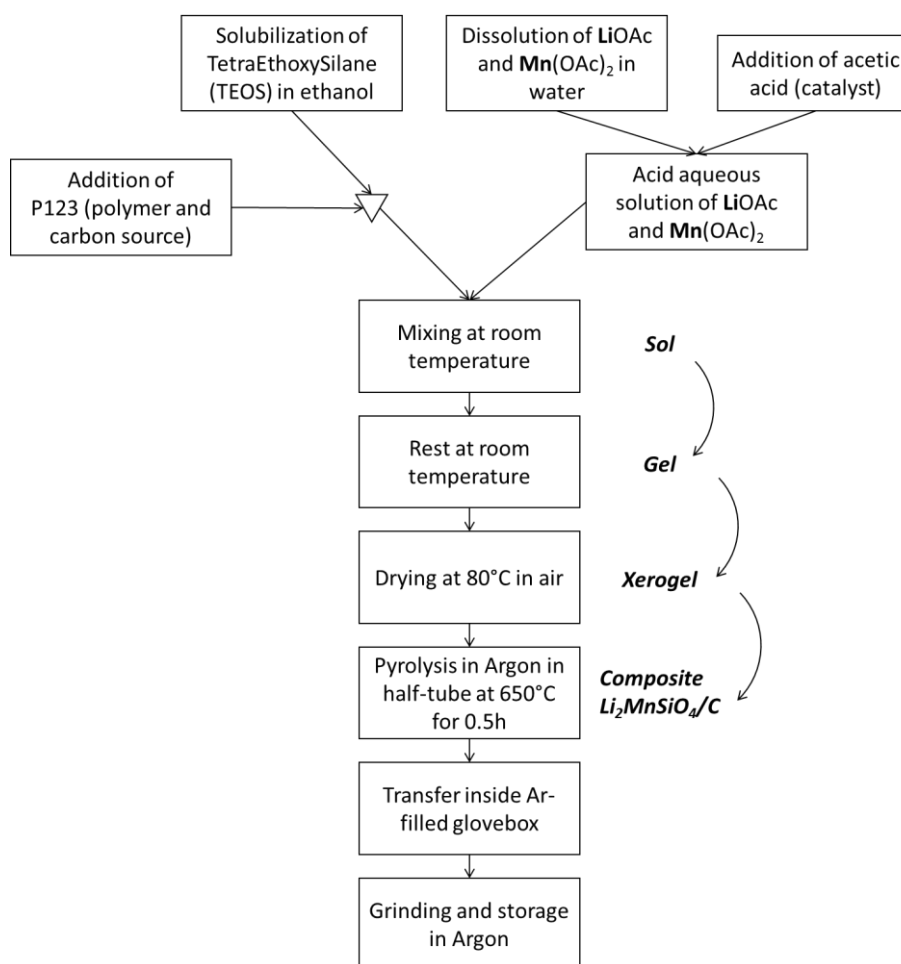 Solubilization of
TetraEthoxySilane
(TEOS) in ethanol
Dissolution of LiOAc
and Mn(OAc)₂ in
water
Addition of acetic
acid (catalyst)
Addition of
P123 (polymer and
carbon source)
Acid aqueous
solution of LiOAc
and Mn(OAc)₂
Mixing at room
temperature
Sol
Rest at room
temperature
Gel
Drying at 80°C in air
Xerogel
Pyrolysis in Argon in
half-tube at 650°C
for 0.5h
Composite
Li₂MnSiO₄/C
Transfer inside Ar-
filled glovebox
Grinding and storage
in Argon